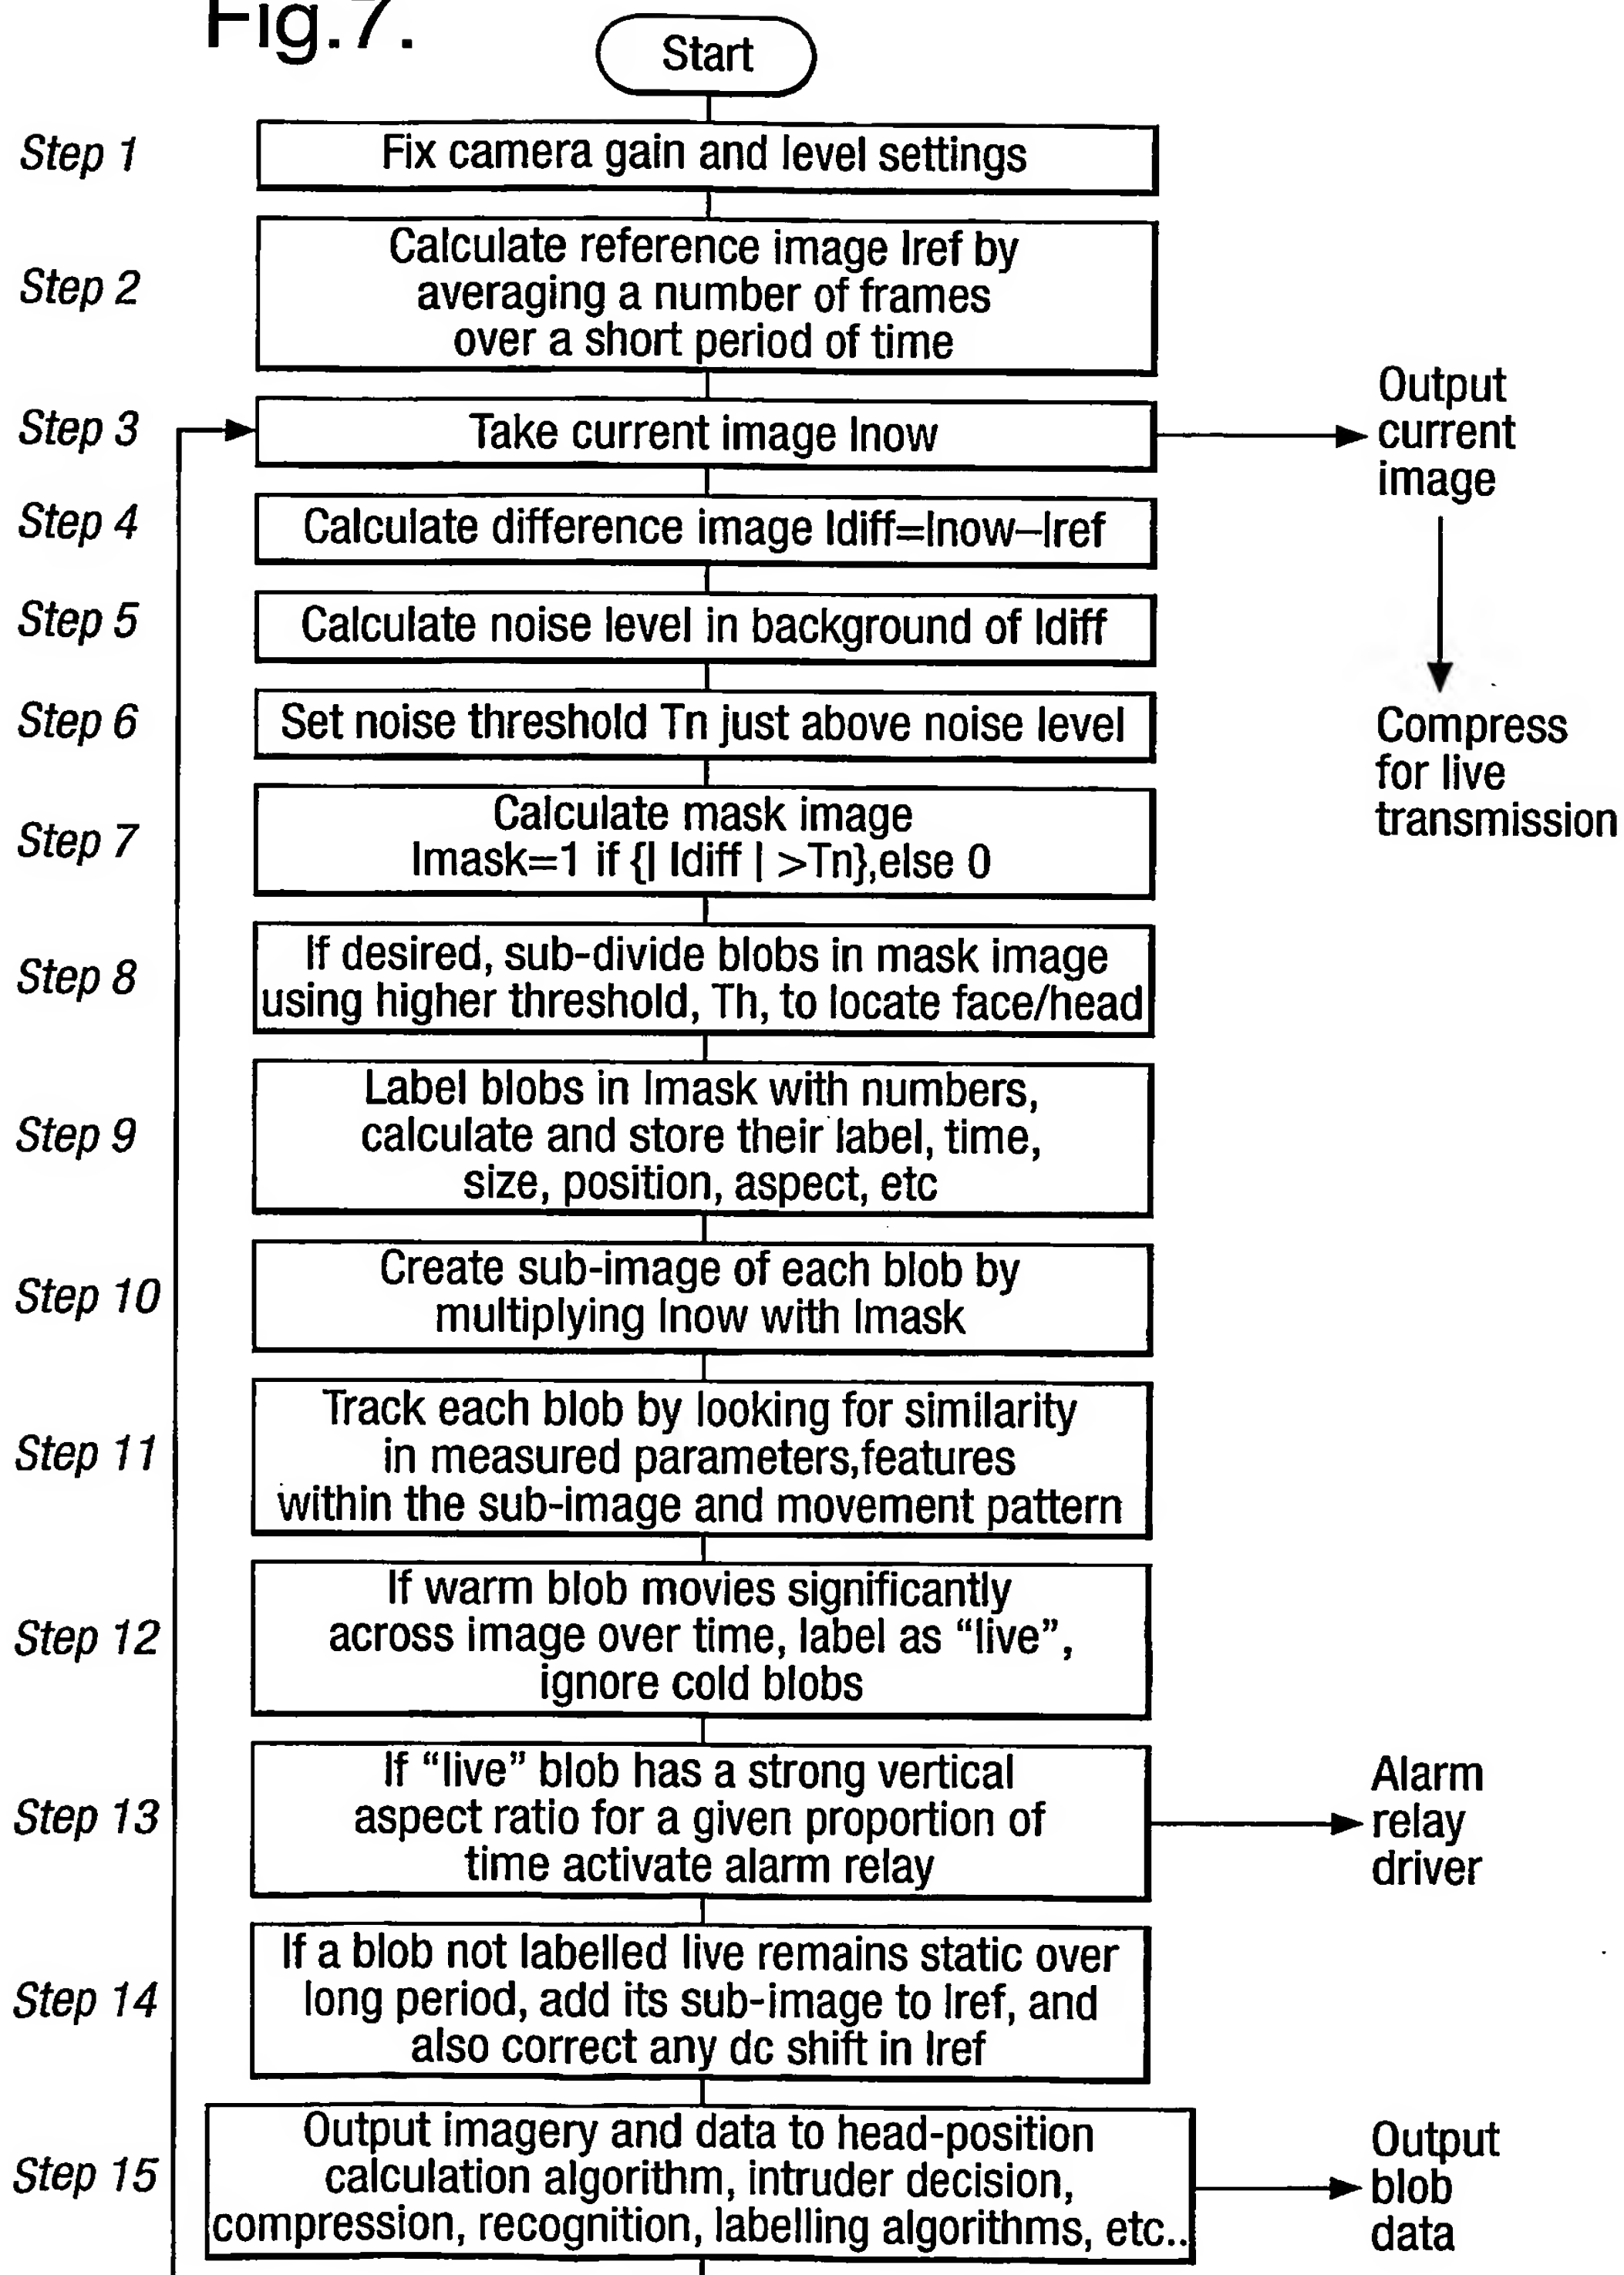 Fig.7.
Start
Step 1
Fix camera gain and level settings
Step 2
Calculate reference image Iref by
averaging a number of frames
over a short period of time
Step 3
Take current image Inow
Output
current
image
Step 4
Calculate difference image Idiff=Inow–Iref
Step 5
Calculate noise level in background of Idiff
Step 6
Set noise threshold Tn just above noise level
Compress
for live
transmission
Step 7
Calculate mask image
Imask=1 if {| Idiff | >Tn},else 0
Step 8
If desired, sub-divide blobs in mask image
using higher threshold, Th, to locate face/head
Step 9
Label blobs in Imask with numbers,
calculate and store their label, time,
size, position, aspect, etc
Step 10
Create sub-image of each blob by
multiplying Inow with Imask
Step 11
Track each blob by looking for similarity
in measured parameters,features
within the sub-image and movement pattern
Step 12
If warm blob movies significantly
across image over time, label as “live”,
ignore cold blobs
Step 13
If “live” blob has a strong vertical
aspect ratio for a given proportion of
time activate alarm relay
Alarm
relay
driver
Step 14
If a blob not labelled live remains static over
long period, add its sub-image to Iref, and
also correct any dc shift in Iref
Step 15
Output imagery and data to head-position
calculation algorithm, intruder decision,
compression, recognition, labelling algorithms, etc..
Output
blob
data